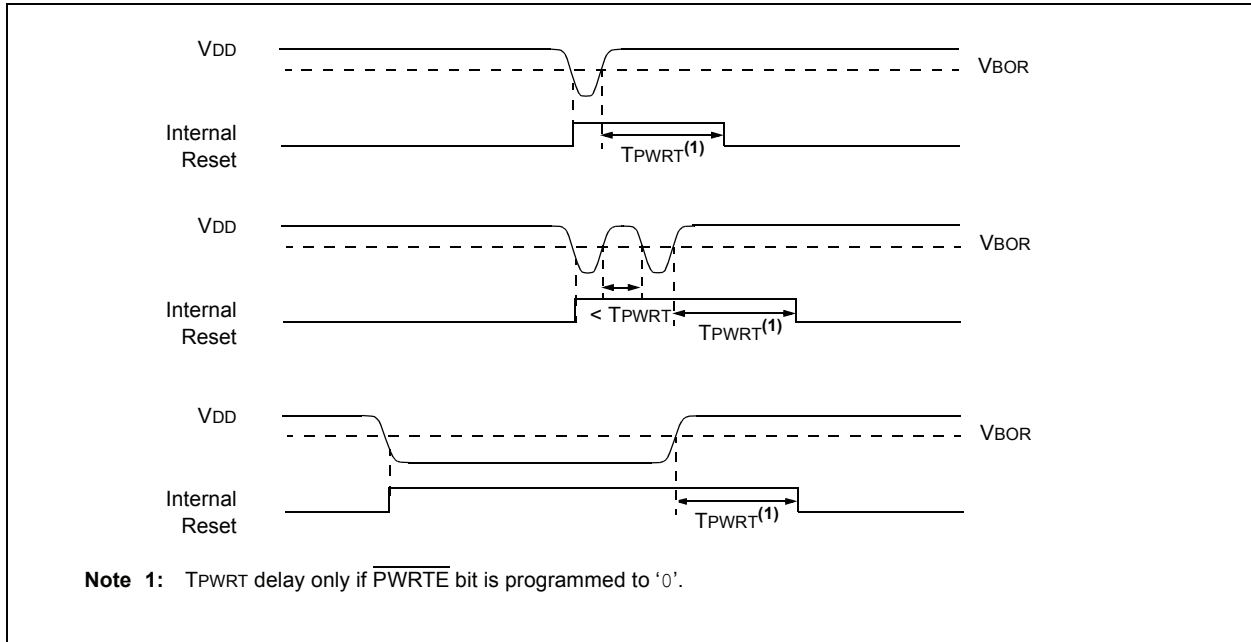 VDD
VBOR
Internal
Reset
TPWRT(1)
VDD
VBOR
Internal
Reset
< TPWRT
TPWRT(1)
VDD
VBOR
Internal
Reset
TPWRT(1)
Note 1: TPWRT delay only if PWRTE bit is programmed to ‘0’.